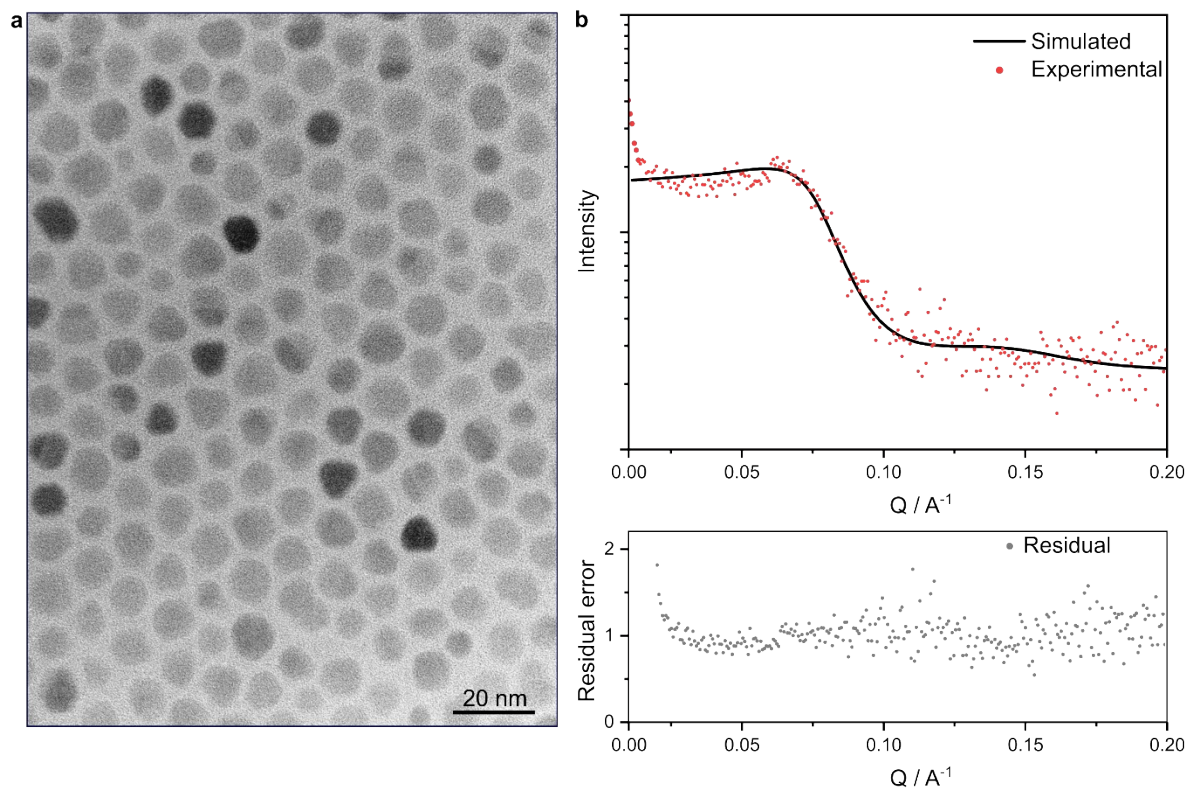 a
20 nm
b
Simulated
Experimental
Intensity
0.00 0.05 0.10 0.15 0.20
Q / A⁻¹
Residual
Residual error
2
1
0
0.00 0.05 0.10 0.15 0.20
Q / A⁻¹